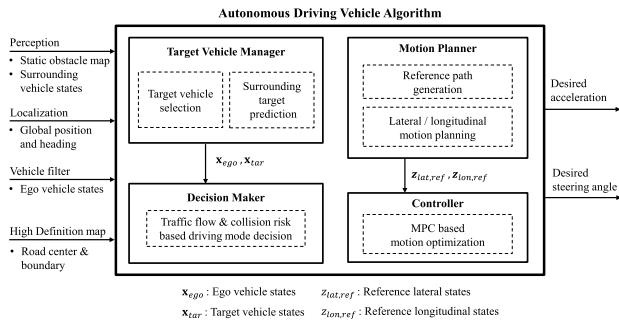 Autonomous Driving Vehicle Algorithm
Perception
• Static obstacle map
• Surrounding
vehicle states
Localization
• Global position
and heading
Vehicle filter
• Ego vehicle states
High Definition map
• Road center &
boundary
Target Vehicle Manager
Target vehicle
selection
Surrounding
target
prediction
x_ego , x_tar
Decision Maker
Traffic flow & collision risk
based driving mode decision
Motion Planner
Reference path
generation
Lateral / longitudinal
motion planning
z_lat,ref , z_lon,ref
Controller
MPC based
motion optimization
Desired
acceleration
Desired
steering angle
x_ego : Ego vehicle states
z_lat,ref : Reference lateral states
x_tar : Target vehicle states
z_lon,ref : Reference longitudinal states